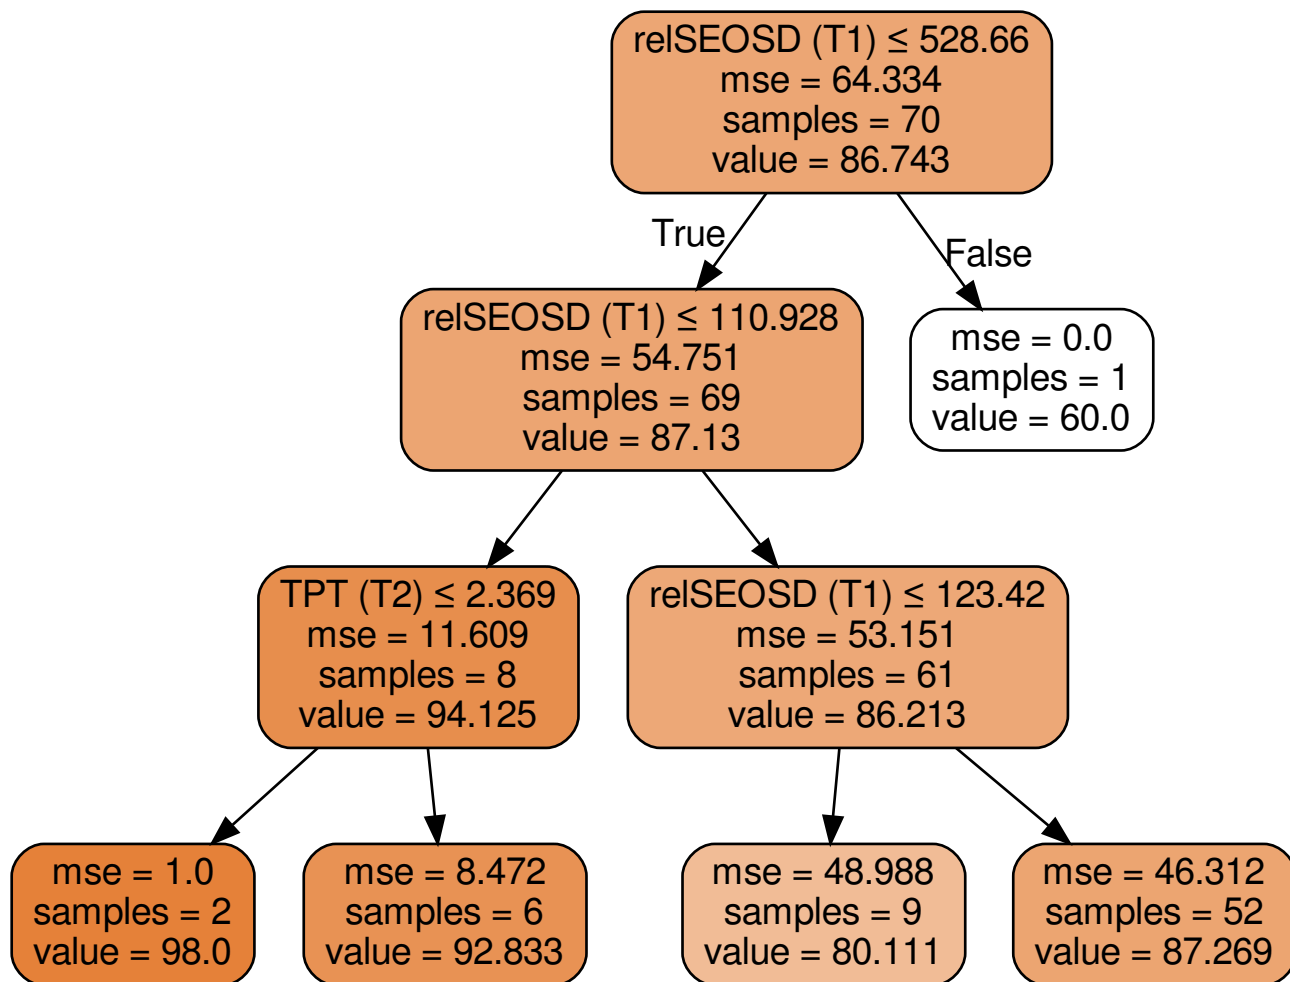 relSEOSD (T1) ≤ 528.66
mse = 64.334
samples = 70
value = 86.743
True
False
relSEOSD (T1) ≤ 110.928
mse = 54.751
samples = 69
value = 87.13
mse = 0.0
samples = 1
value = 60.0
TPT (T2) ≤ 2.369
mse = 11.609
samples = 8
value = 94.125
relSEOSD (T1) ≤ 123.42
mse = 53.151
samples = 61
value = 86.213
mse = 1.0
samples = 2
value = 98.0
mse = 8.472
samples = 6
value = 92.833
mse = 48.988
samples = 9
value = 80.111
mse = 46.312
samples = 52
value = 87.269